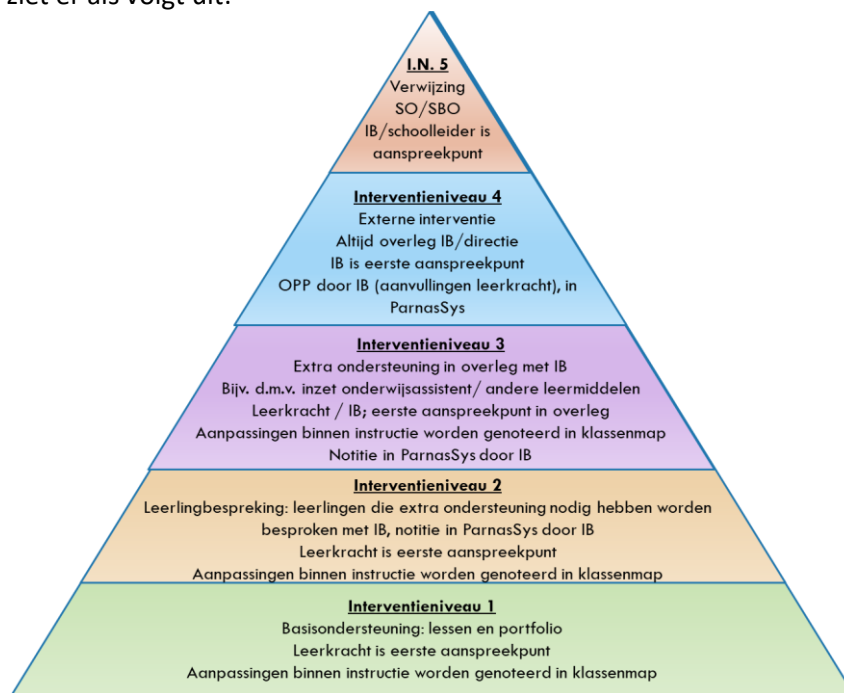 ziet er als volgt uit:
I.N. 5
Verwijzing
SO/SBO
IB/schoolleider is
aanspreekpunt
Interventieniveau 4
Externe interventie
Altijd overleg IB/directie
IB is eerste aanspreekpunt
OPP door IB (aanvullingen leerkracht), in
ParnasSys
Interventieniveau 3
Extra ondersteuning in overleg met IB
Bijv. d.m.v. inzet onderwijsassistent/ andere leermiddelen
Leerkracht / IB; eerste aanspreekpunt in overleg
Aanpassingen binnen instructie worden genoteerd in klassenmap
Notitie in ParnasSys door IB
Interventieniveau 2
Leerlingbespreking: leerlingen die extra ondersteuning nodig hebben worden
besproken met IB, notitie in ParnasSys door IB
Leerkracht is eerste aanspreekpunt
Aanpassingen binnen instructie worden genoteerd in klassenmap
Interventieniveau 1
Basisondersteuning: lessen en portfolio
Leerkracht is eerste aanspreekpunt
Aanpassingen binnen instructie worden genoteerd in klassenmap